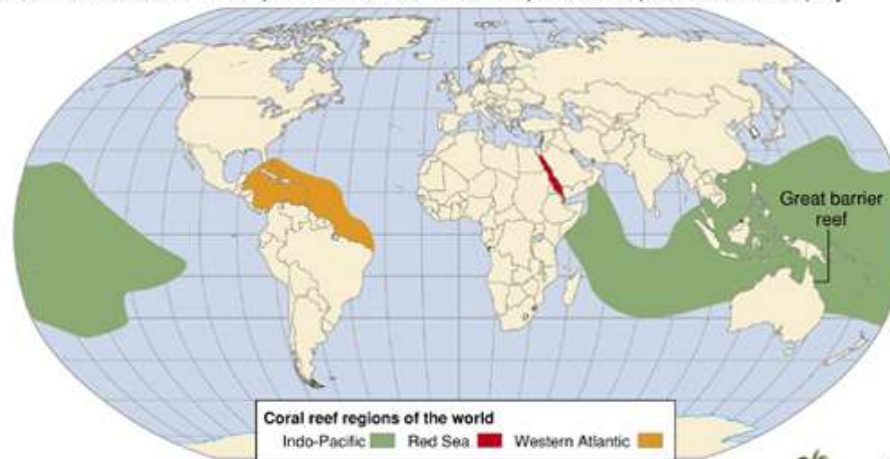 Great barrier
reef
Coral reef regions of the world
Indo-Pacific Red Sea Western Atlantic